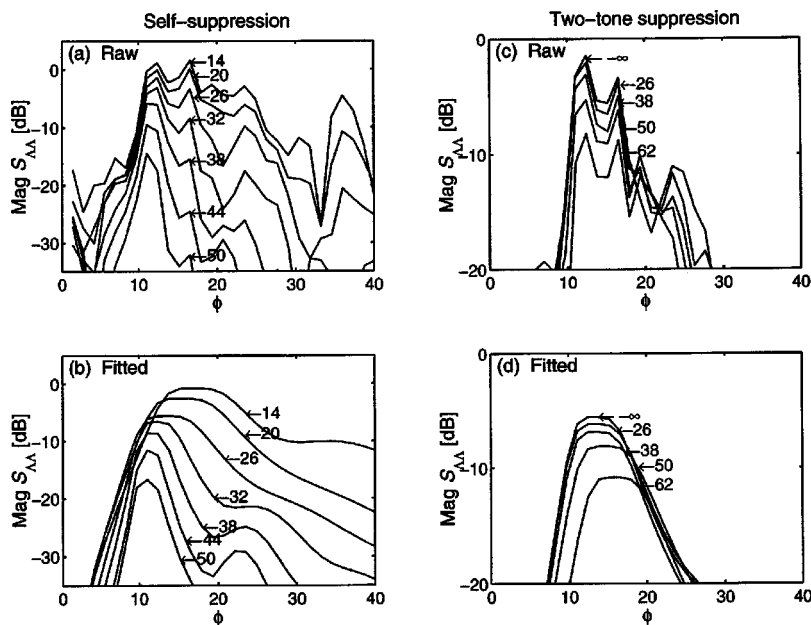 Self-suppression
Two-tone suppression
(a) Raw
Mag S_ΛΛ [dB]
0
−10
−20
−30
←14
←20
←26
←32
←38
←44
←50
0 10 20 30 40
ϕ
(c) Raw
Mag S_ΛΛ [dB]
0
−10
−20
← −∞
←26
←38
←50
←62
0 10 20 30 40
ϕ
(b) Fitted
Mag S_ΛΛ [dB]
0
−10
−20
−30
←14
←20
←26
←32
←38
←44
←50
0 10 20 30 40
ϕ
(d) Fitted
Mag S_ΛΛ [dB]
0
−10
−20
← −∞
←26
←38
←50
←62
0 10 20 30 40
ϕ